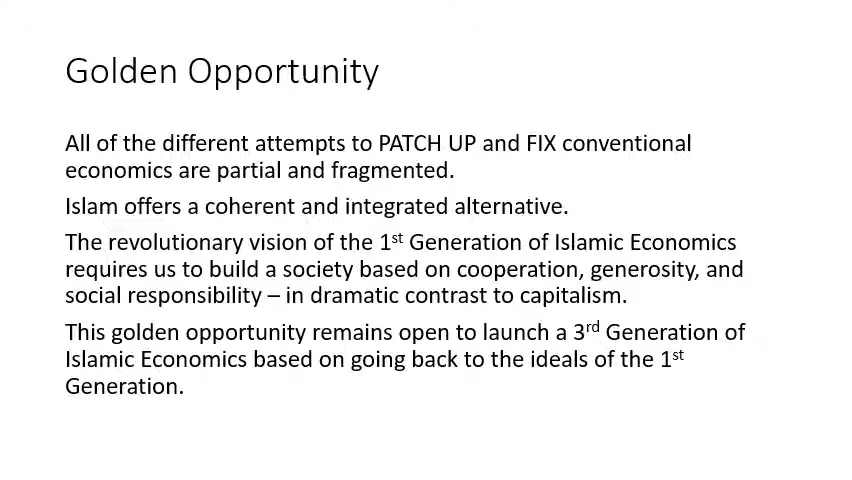 Golden Opportunity
All of the different attempts to PATCH UP and FIX conventional
economics are partial and fragmented.
Islam offers a coherent and integrated alternative.
The revolutionary vision of the 1st Generation of Islamic Economics
requires us to build a society based on cooperation, generosity, and
social responsibility – in dramatic contrast to capitalism.
This golden opportunity remains open to launch a 3rd Generation of
Islamic Economics based on going back to the ideals of the 1st
Generation.